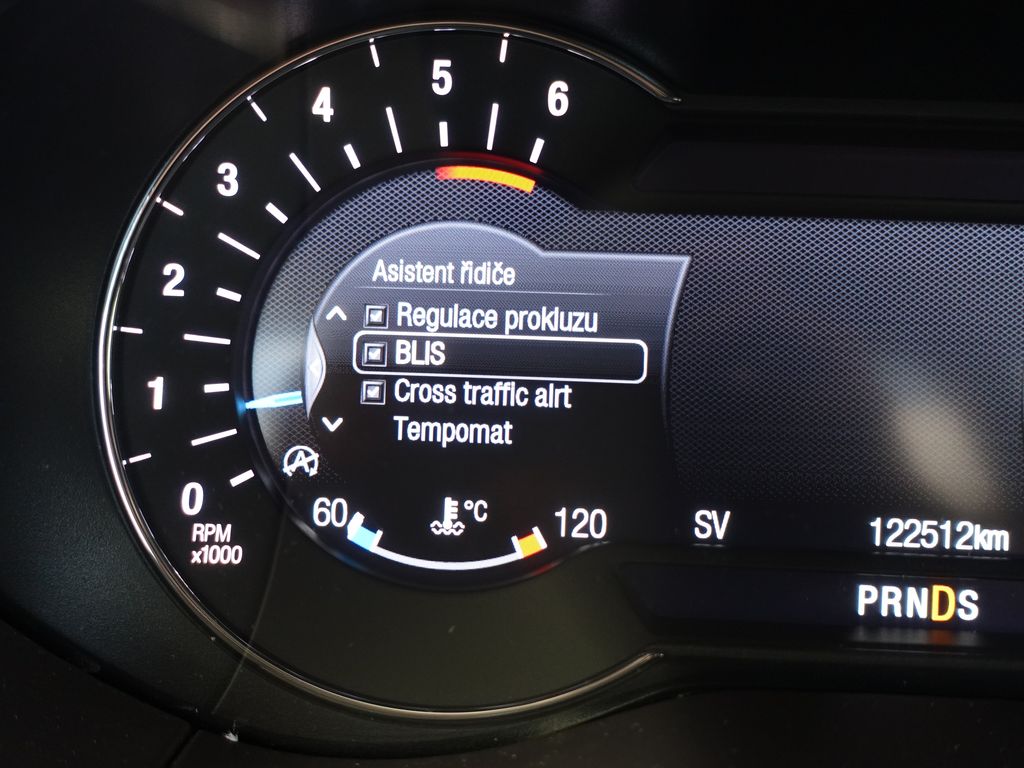 0
1
2
3
4
5
6
RPM
x1000
Asistent řidiče
Regulace prokluzu
BLIS
Cross traffic alrt
Tempomat
60
°C
120
SV
122512km
PRNDS